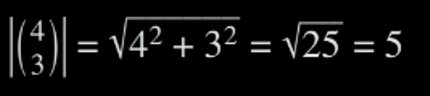 |(4 3)| = √(4² + 3²) = √25 = 5